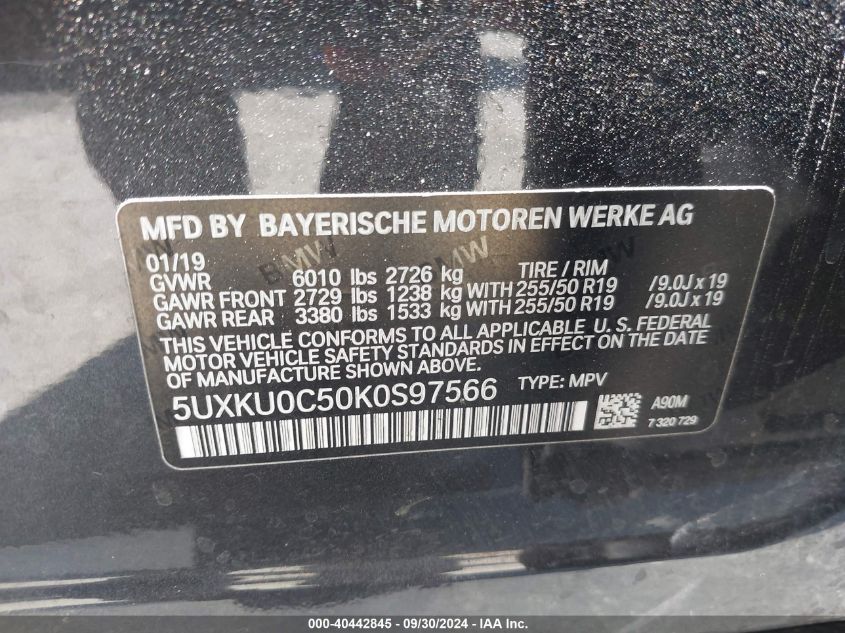 MFD BY BAYERISCHE MOTOREN WERKE AG
01/19 TIRE / RIM
GVWR 6010 lbs 2726 kg
GAWR FRONT 2729 lbs 1238 kg WITH 255/50 R19 /9.0J x 19
GAWR REAR 3380 lbs 1533 kg WITH 255/50 R19 /9.0J x 19
THIS VEHICLE CONFORMS TO ALL APPLICABLE U. S. FEDERAL
MOTOR VEHICLE SAFETY STANDARDS IN EFFECT ON THE DATE
OF MANUFACTURE SHOWN ABOVE.
5UXKU0C50K0S97566 TYPE: MPV
A90M
7 320 729
BMW
BMW
000-40442845 - 09/30/2024 - IAA, Inc.